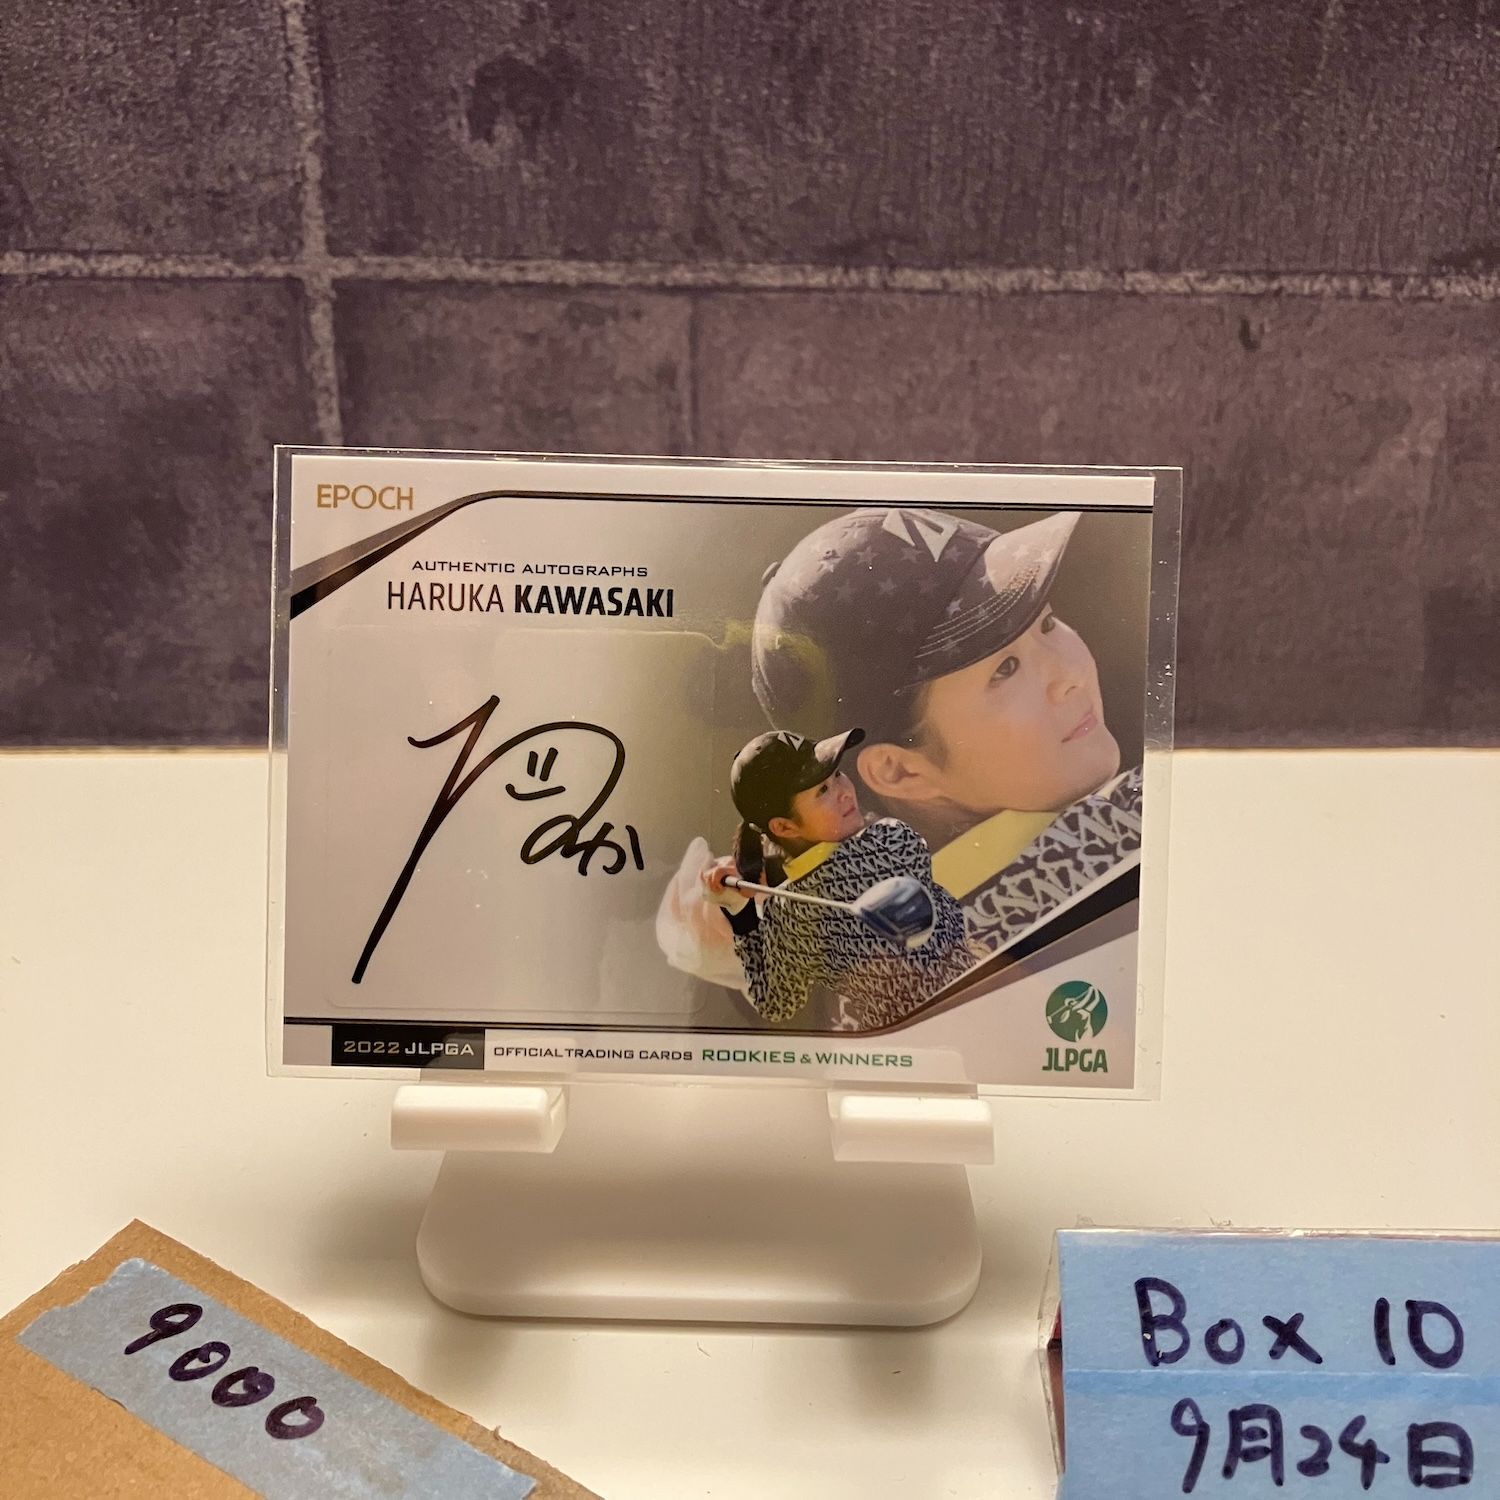 EPOCH
AUTHENTIC AUTOGRAPHS
HARUKA KAWASAKI
2022 JLPGA OFFICIAL TRADING CARDS ROOKIES & WINNERS
JLPGA
9000
Box 10
9月24日